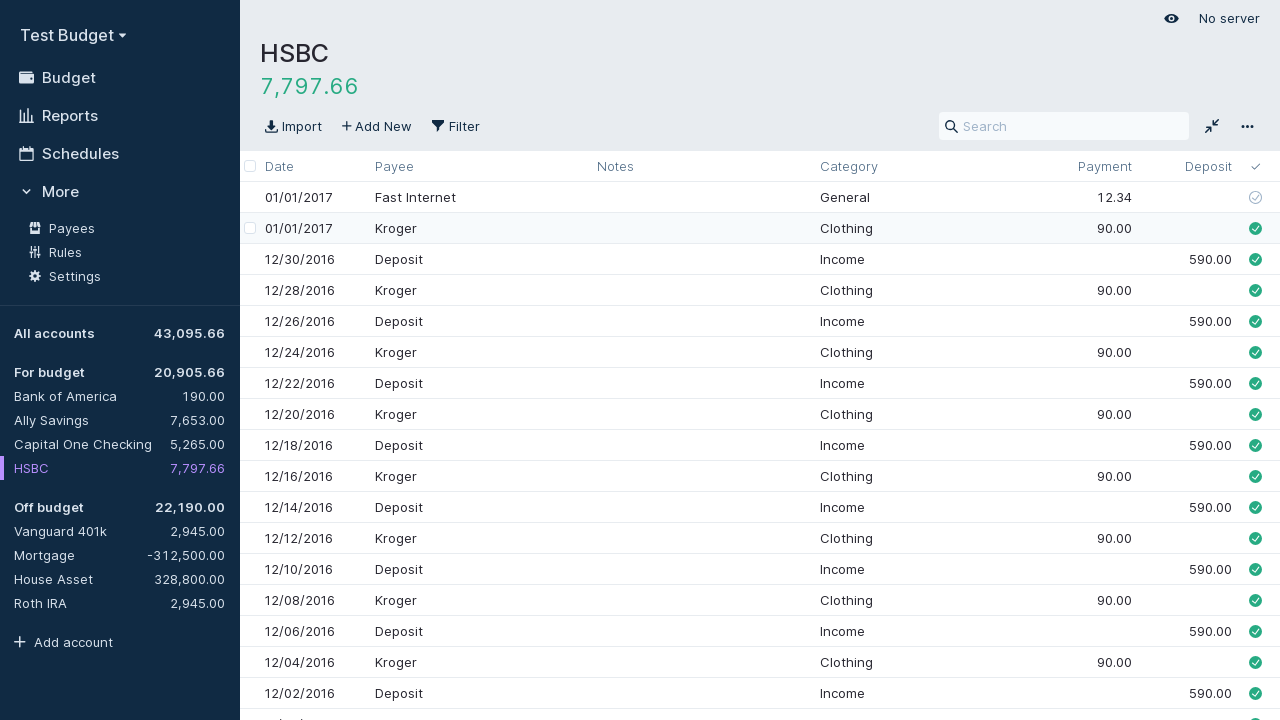 Test Budget
Budget
Reports
Schedules
More
Payees
Rules
Settings
All accounts 43,095.66
For budget 20,905.66
Bank of America 190.00
Ally Savings 7,653.00
Capital One Checking 5,265.00
HSBC 7,797.66
Off budget 22,190.00
Vanguard 401k 2,945.00
Mortgage -312,500.00
House Asset 328,800.00
Roth IRA 2,945.00
Add account
No server
HSBC
7,797.66
Import Add New Filter Search
Date Payee Notes Category Payment Deposit
01/01/2017 Fast Internet General 12.34
01/01/2017 Kroger Clothing 90.00
12/30/2016 Deposit Income 590.00
12/28/2016 Kroger Clothing 90.00
12/26/2016 Deposit Income 590.00
12/24/2016 Kroger Clothing 90.00
12/22/2016 Deposit Income 590.00
12/20/2016 Kroger Clothing 90.00
12/18/2016 Deposit Income 590.00
12/16/2016 Kroger Clothing 90.00
12/14/2016 Deposit Income 590.00
12/12/2016 Kroger Clothing 90.00
12/10/2016 Deposit Income 590.00
12/08/2016 Kroger Clothing 90.00
12/06/2016 Deposit Income 590.00
12/04/2016 Kroger Clothing 90.00
12/02/2016 Deposit Income 590.00